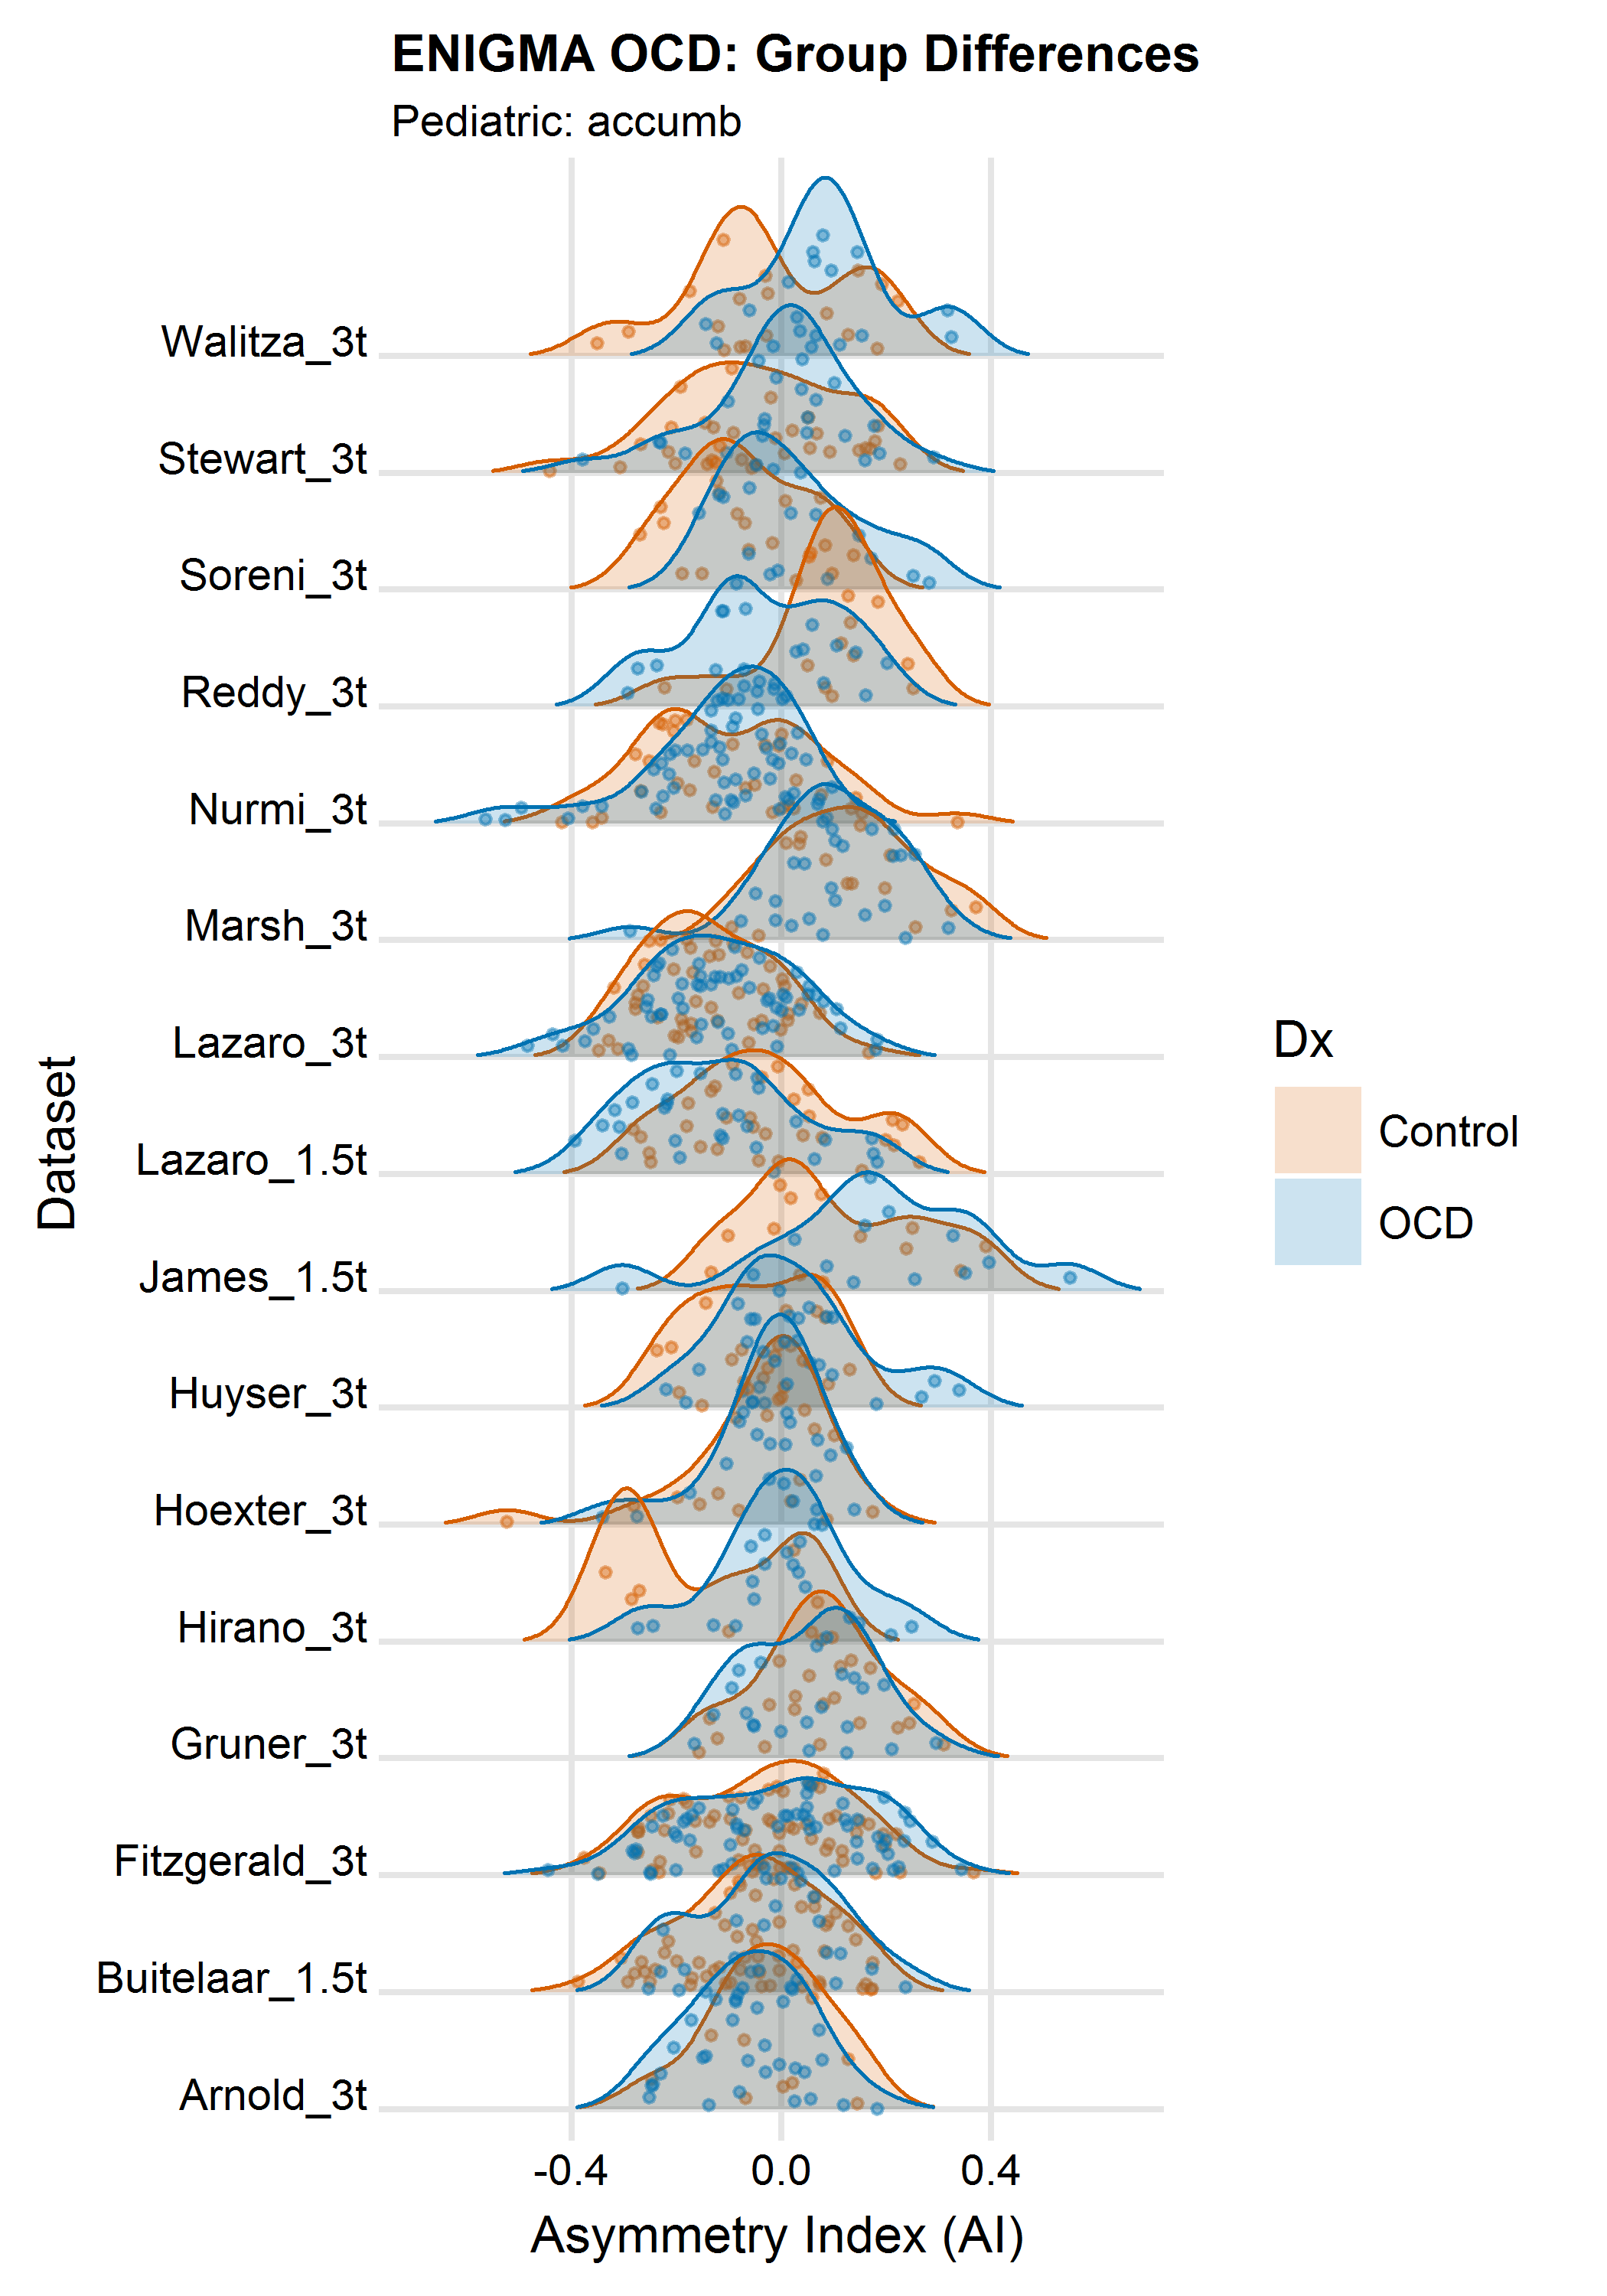 ENIGMA OCD: Group Differences
Pediatric: accumb
Walitza_3t
Stewart_3t
Soreni_3t
Reddy_3t
Nurmi_3t
Marsh_3t
Lazaro_3t
Lazaro_1.5t
James_1.5t
Huyser_3t
Hoexter_3t
Hirano_3t
Gruner_3t
Fitzgerald_3t
Buitelaar_1.5t
Arnold_3t
Dataset
-0.4 0.0 0.4
Asymmetry Index (AI)
Dx
Control
OCD